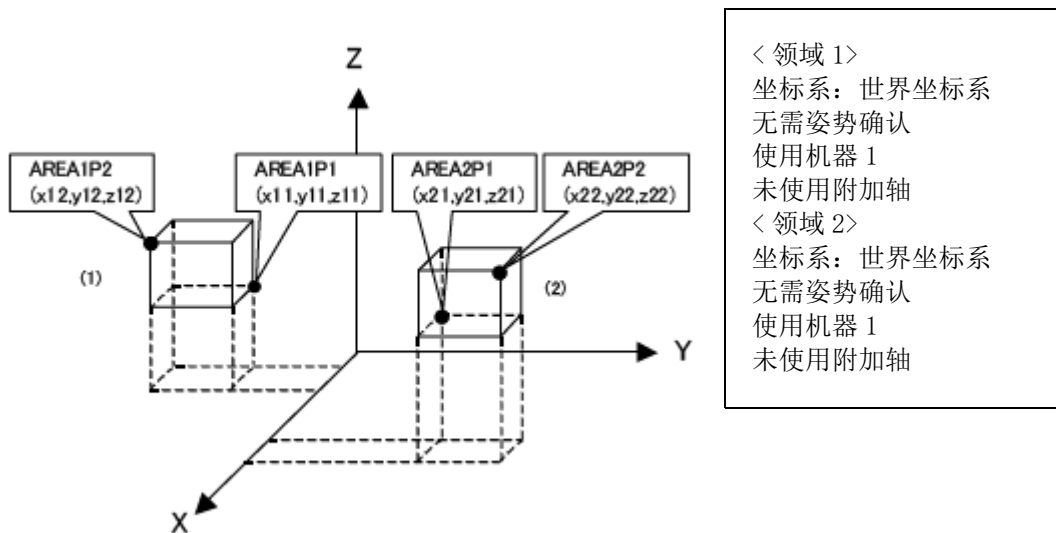 Z
AREA1P2
(x12,y12,z12)
AREA1P1
(x11,y11,z11)
AREA2P1
(x21,y21,z21)
AREA2P2
(x22,y22,z22)
(1)
(2)
Y
X
<领域 1>
坐标系：世界坐标系
无需姿势确认
使用机器 1
未使用附加轴
<领域 2>
坐标系：世界坐标系
无需姿势确认
使用机器 1
未使用附加轴